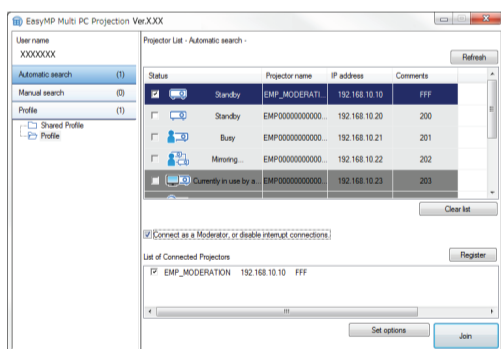 EasyMP Multi PC Projection Ver.X.XX
User name
XXXXXXX
Automatic search (1)
Manual search (0)
Profile (1)
Shared Profile
Profile
Projector List - Automatic search -
Refresh
Status Projector name IP address Comments
Standby EMP_MODERATI... 192.168.10.10 FFF
Standby EMP00000000000... 192.168.10.20 200
Busy EMP00000000000... 192.168.10.21 201
Mirroring... EMP00000000000... 192.168.10.22 202
Currently in use by a... EMP00000000000... 192.168.10.23 203
Clear list
Connect as a Moderator, or disable interrupt connections.
List of Connected Projectors
Register
EMP_MODERATION 192.168.10.10 FFF
Set options
Join